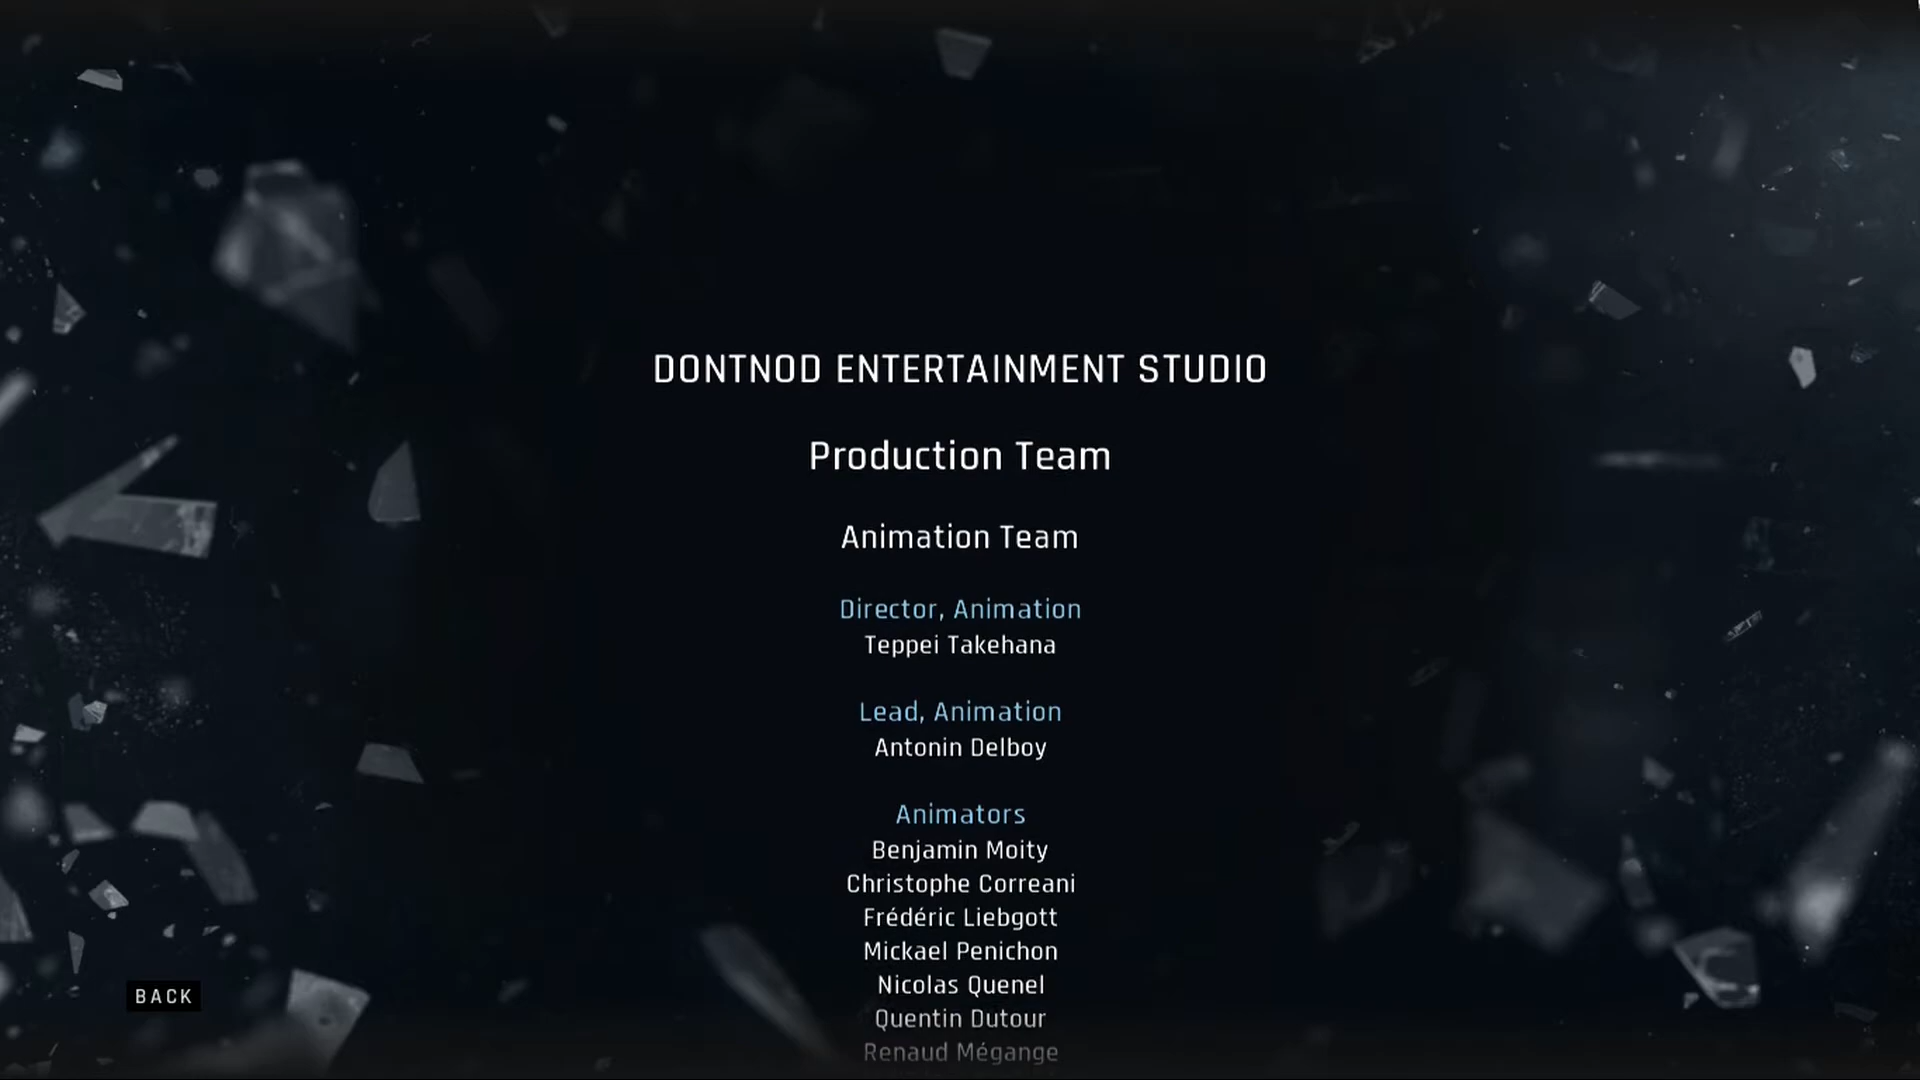 DONTNOD ENTERTAINMENT STUDIO
Production Team
Animation Team
Director, Animation
Teppei Takehana
Lead, Animation
Antonin Delboy
Animators
Benjamin Moity
Christophe Correani
Frédéric Liebgott
Mickael Penichon
Nicolas Quenel
Quentin Dutour
Renaud Mégange
BACK